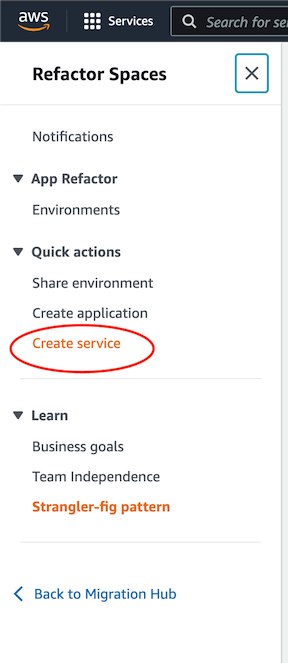 aws
Services
Search for se
Refactor Spaces
Notifications
App Refactor
Environments
Quick actions
Share environment
Create application
Create service
Learn
Business goals
Team Independence
Strangler-fig pattern
Back to Migration Hub